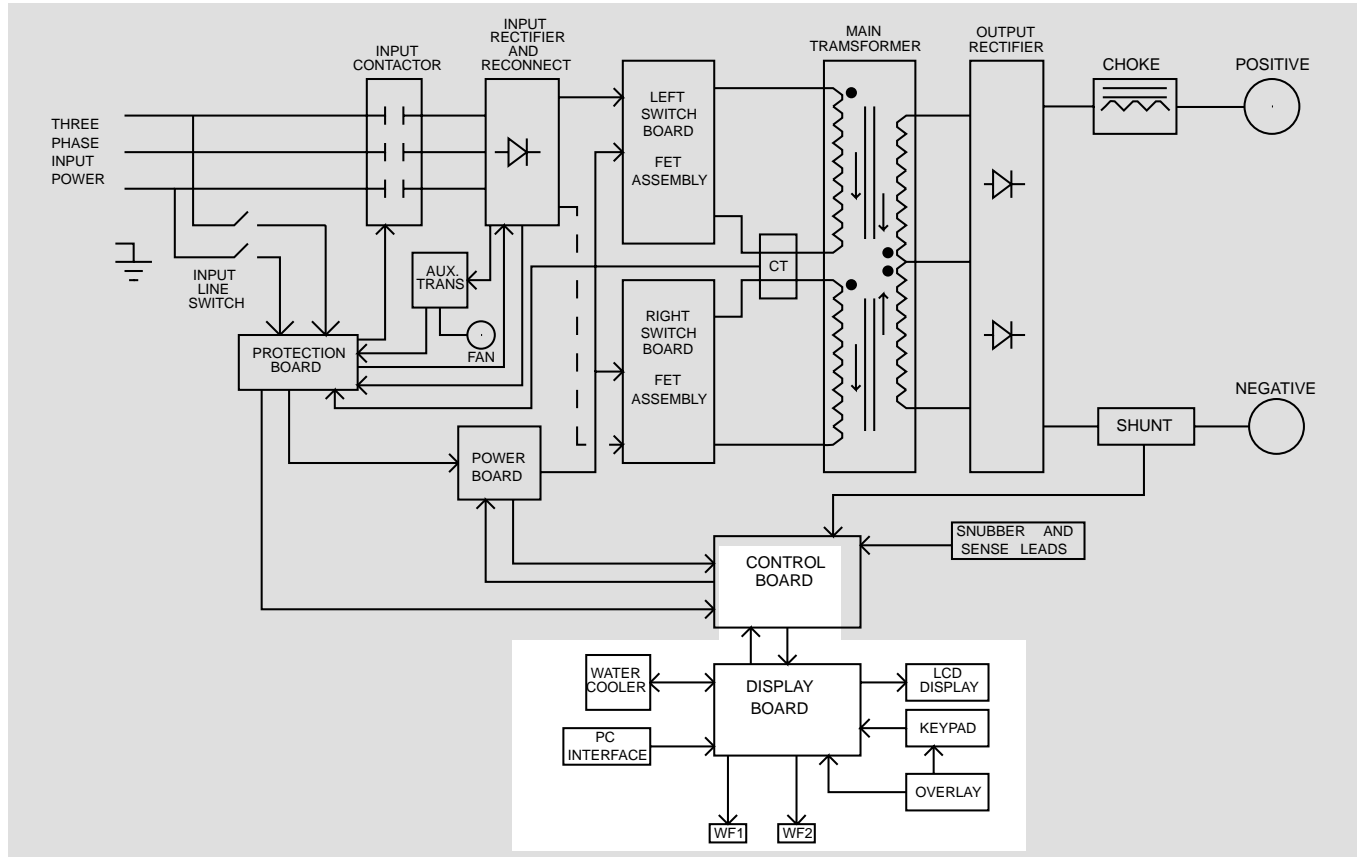 INPUT
CONTACTOR
INPUT
RECTIFIER
AND
RECONNECT
MAIN
TRAMSFORMER
OUTPUT
RECTIFIER
CHOKE
POSITIVE
THREE
PHASE
INPUT
POWER
LEFT
SWITCH
BOARD
FET
ASSEMBLY
INPUT
LINE
SWITCH
AUX.
TRANS
FAN
CT
PROTECTION
BOARD
RIGHT
SWITCH
BOARD
FET
ASSEMBLY
NEGATIVE
SHUNT
POWER
BOARD
SNUBBER AND
SENSE LEADS
CONTROL
BOARD
WATER
COOLER
DISPLAY
BOARD
LCD
DISPLAY
PC
INTERFACE
KEYPAD
OVERLAY
WF1
WF2